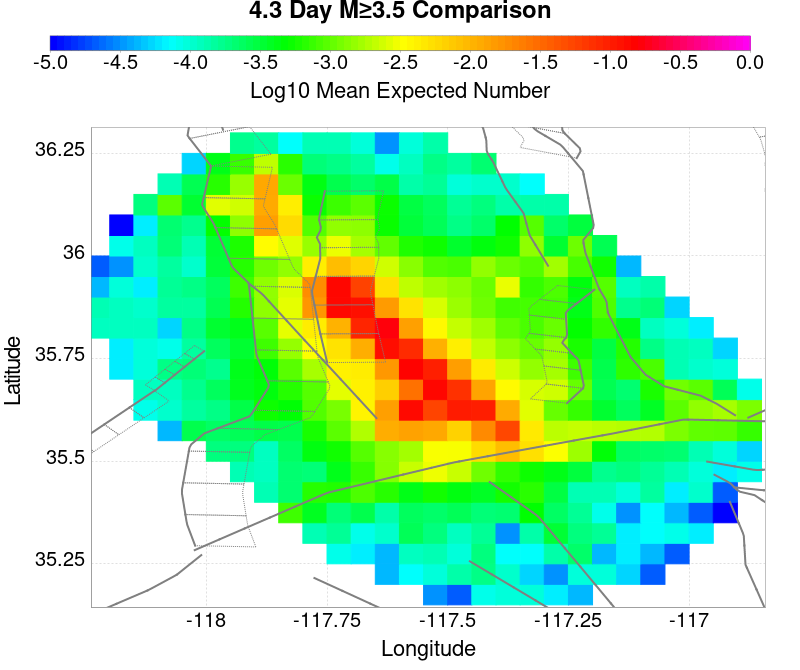 4.3 Day M≥3.5 Comparison
-5.0 -4.5 -4.0 -3.5 -3.0 -2.5 -2.0 -1.5 -1.0 -0.5 0.0
Log10 Mean Expected Number
36.25
36
35.75
35.5
35.25
Latitude
-118 -117.75 -117.5 -117.25 -117
Longitude